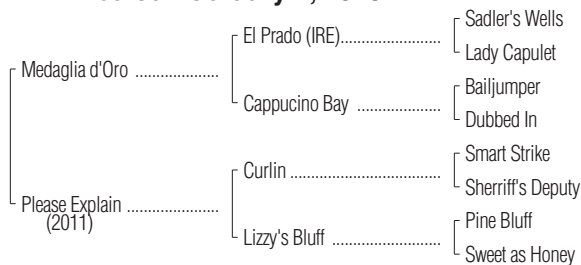 Sadler's Wells
El Prado (IRE)....................
Lady Capulet
Medaglia d'Oro ....................
Bailjumper
Cappucino Bay ....................
Dubbed In
Smart Strike
Curlin ....................
Sherriff's Deputy
Please Explain ....................
(2011)
Pine Bluff
Lizzy's Bluff ....................
Sweet as Honey